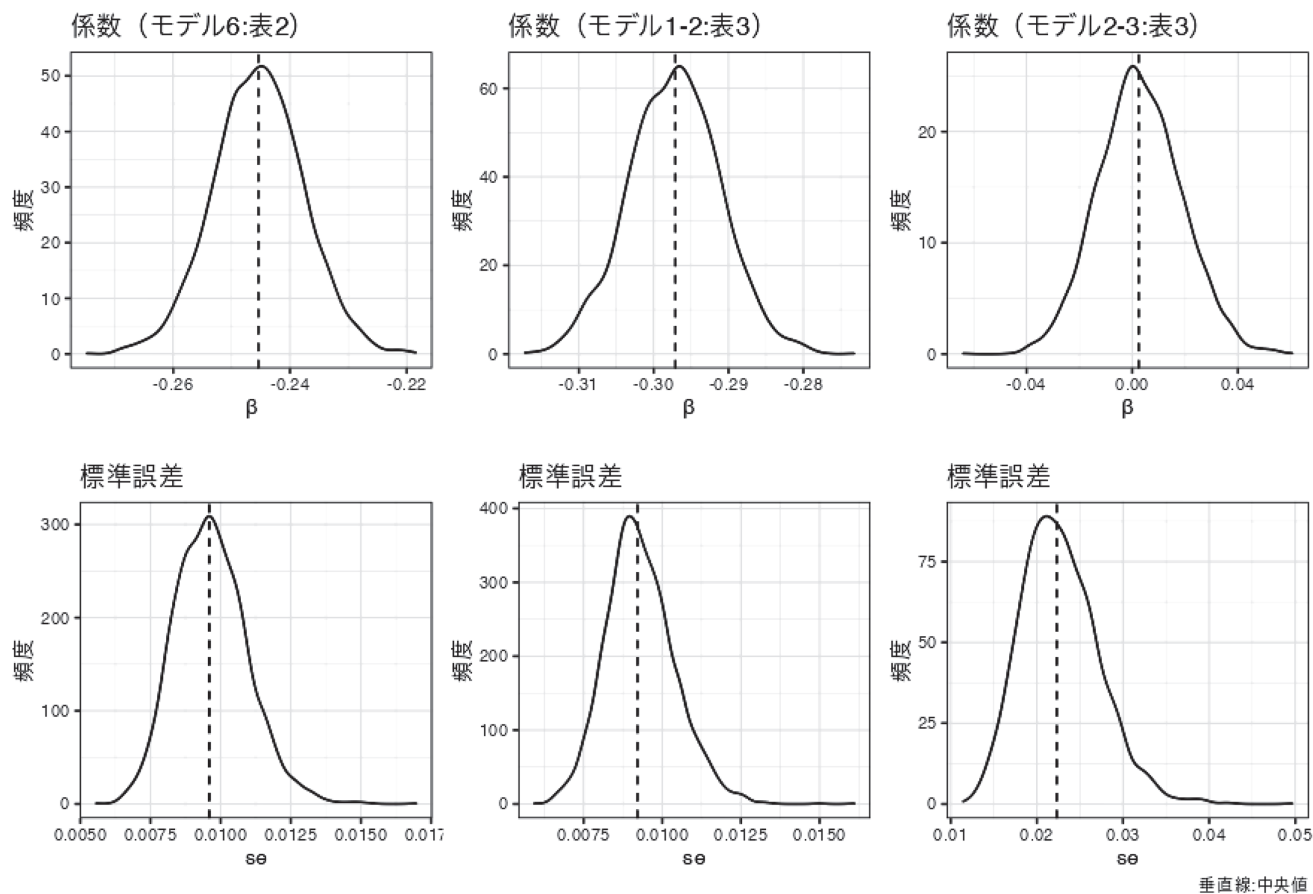 係数（モデル6:表2）
係数（モデル1-2:表3）
係数（モデル2-3:表3）
50
40
30
20
10
0
頻度
-0.26
-0.24
-0.22
β
60
40
20
0
頻度
-0.31
-0.30
-0.29
-0.28
β
20
10
0
頻度
-0.04
0.00
0.04
β
標準誤差
標準誤差
標準誤差
300
200
100
0
頻度
0.0050
0.0075
0.0100
0.0125
0.0150
0.017
se
400
300
200
100
0
頻度
0.0075
0.0100
0.0125
0.0150
se
75
50
25
0
頻度
0.01
0.02
0.03
0.04
0.05
se
垂直線:中央値